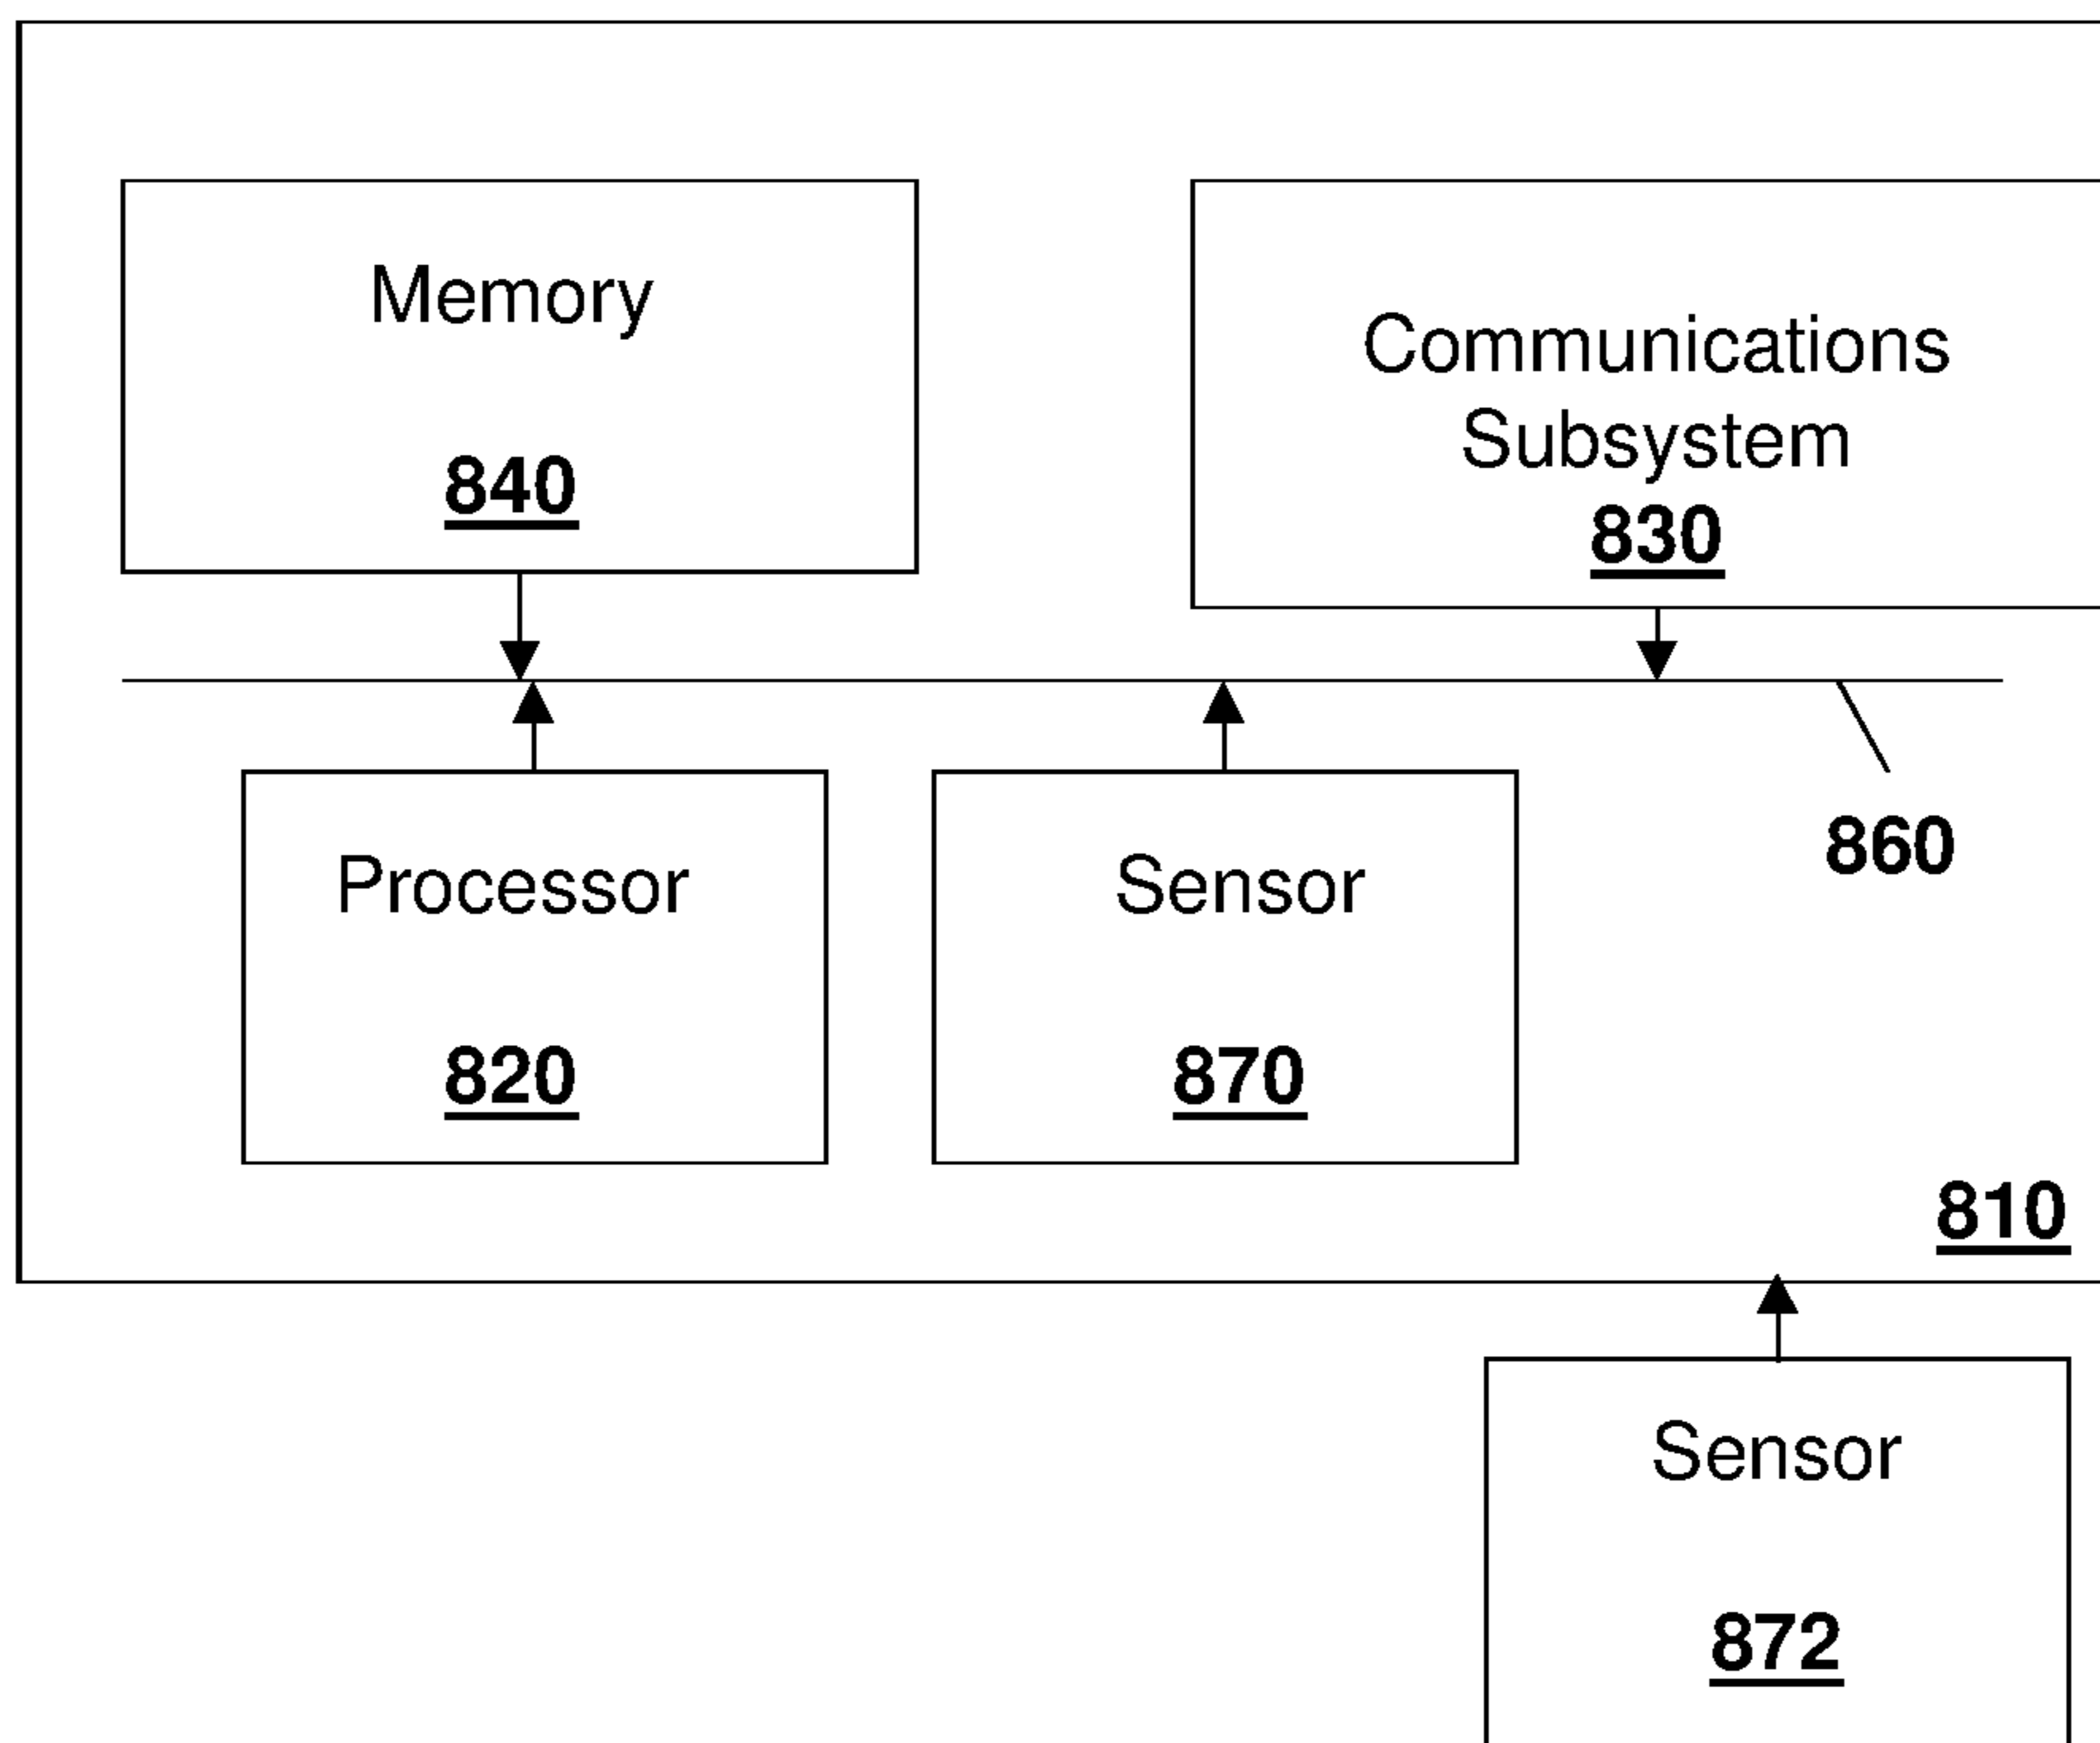 Memory
840
Communications
Subsystem
830
Processor
820
Sensor
870
860
810
Sensor
872